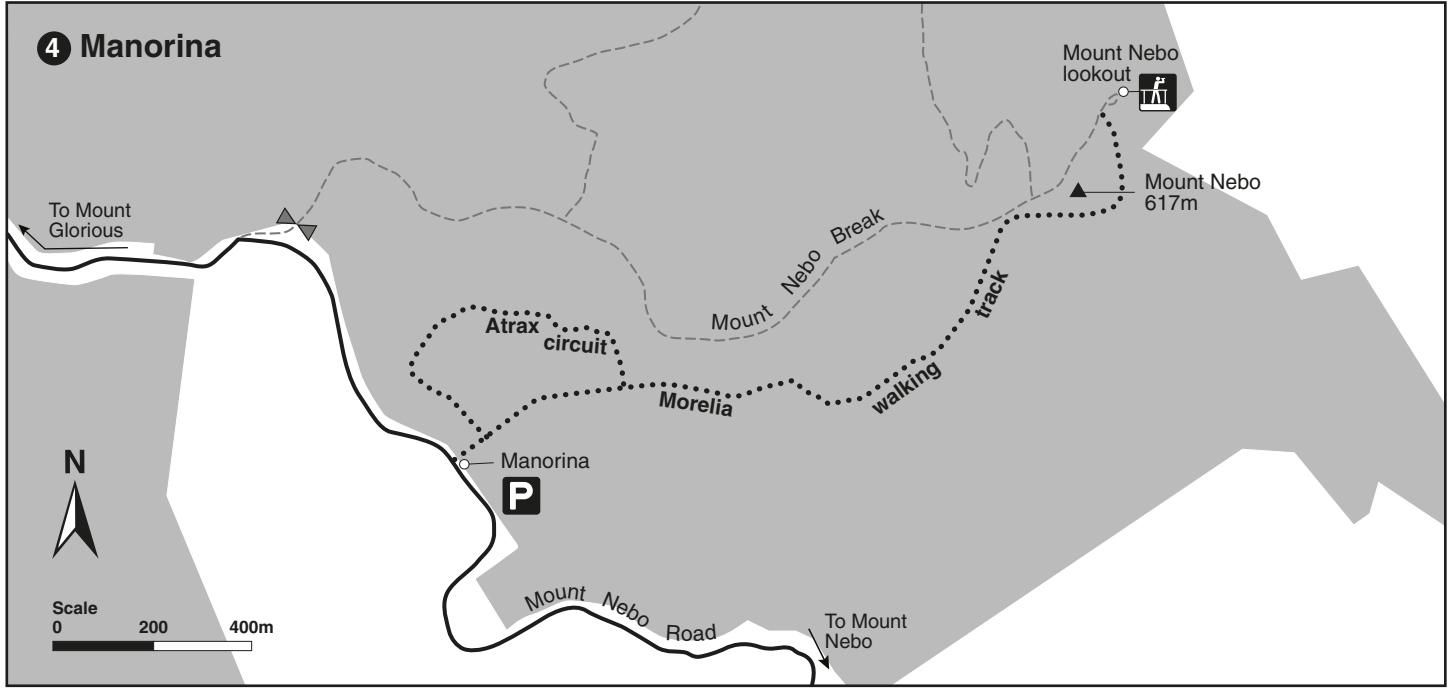 4 Manorina
Mount Nebo
lookout
Mount Nebo
617m
To Mount
Glorious
Mount Nebo Break
Atrax
circuit
Morelia walking track
Manorina
P
N
Scale
0 200 400m
Mount Nebo Road
To Mount
Nebo